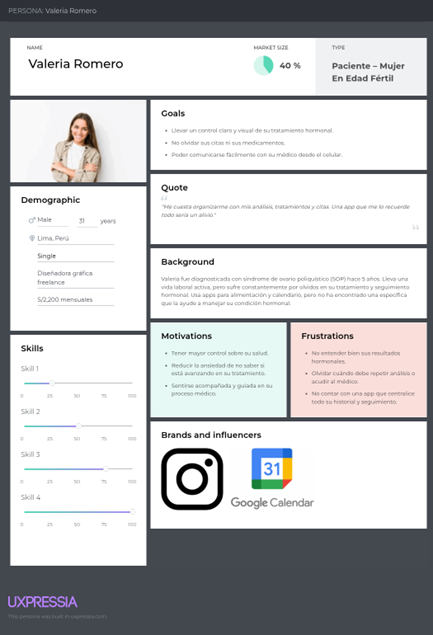 PERSONA: Valeria Romero
NAME
Valeria Romero
MARKET SIZE
40 %
TYPE
Paciente – Mujer
En Edad Fértil
Goals
Llevar un control claro y visual de su tratamiento hormonal.
No olvidar sus citas ni sus medicamentos.
Poder comunicarse fácilmente con su médico desde el celular.
Quote
"Me cuesta organizarme con mis análisis, tratamientos y citas. Una app que me lo recuerde
todo sería un alivio."
Demographic
Male 31 years
Lima, Perú
Single
Diseñadora gráfica
freelance
S/2,200 mensuales
Background
Valeria fue diagnosticada con síndrome de ovario poliquístico (SOP) hace 5 años. Lleva una
vida laboral activa, pero sufre constantemente por olvidos en su tratamiento y seguimiento
hormonal. Usa apps para alimentación y calendario, pero no ha encontrado una específica
que la ayude a manejar su condición hormonal.
Motivations
Tener mayor control sobre su salud.
Reducir la ansiedad de no saber si
está avanzando en su tratamiento.
Sentirse acompañada y guiada en su
proceso médico.
Frustrations
No entender bien sus resultados
hormonales.
Olvidar cuándo debe repetir análisis o
acudir al médico.
No contar con una app que centralice
todo su historial y seguimiento.
Skills
Skill 1
0 25 50 75 100
Skill 2
0 25 50 75 100
Skill 3
0 25 50 75 100
Skill 4
0 25 50 75 100
Brands and influencers
31
Google Calendar
UXPRESSIA
This persona was built in uxpressia.com